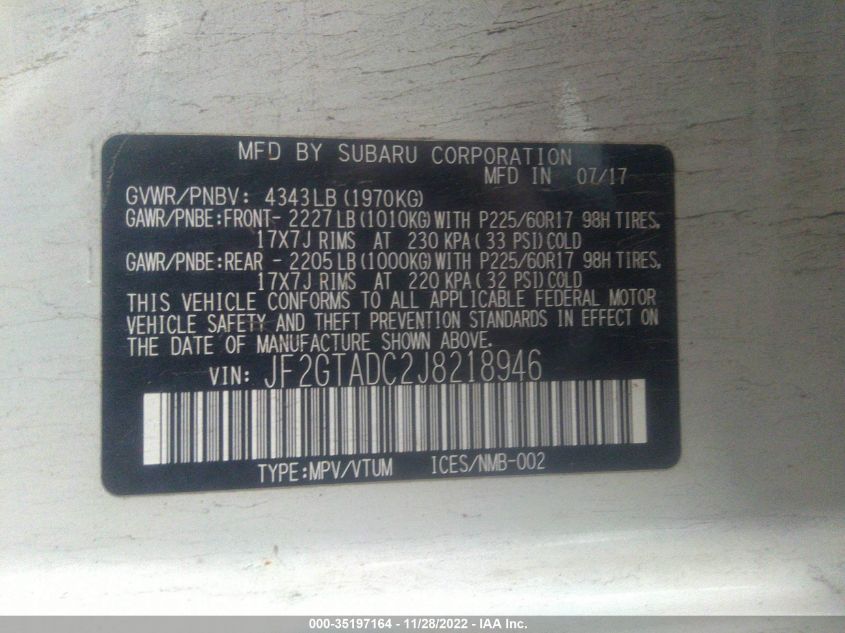 MFD BY SUBARU CORPORATION
MFD IN 07/17
GVWR/PNBV: 4343LB (1970KG)
GAWR/PNBE:FRONT- 2227LB (1010KG) WITH P225/60R17 98H TIRES,
17X7J RIMS AT 230 KPA( 33 PSI) COLD
GAWR/PNBE:REAR - 2205LB (1000KG) WITH P225/60R17 98H TIRES,
17X7J RIMS AT 220 KPA( 32 PSI) COLD
THIS VEHICLE CONFORMS TO ALL APPLICABLE FEDERAL MOTOR
VEHICLE SAFETY AND THEFT PREVENTION STANDARDS IN EFFECT ON
THE DATE OF MANUFACTURE SHOWN ABOVE.
VIN: JF2GTADC2J8218946
TYPE:MPV/VTUM ICES/NMB-002
000-35197164 - 11/28/2022 - IAA Inc.